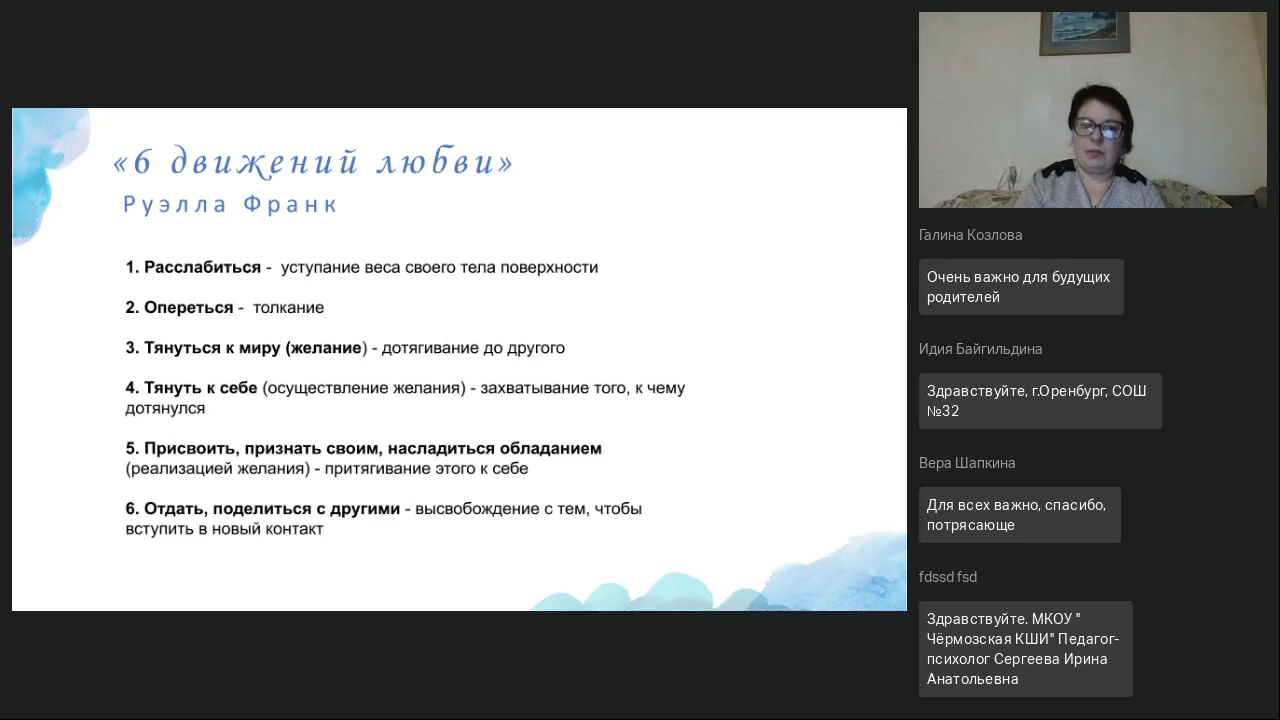 «6 движений любви»
Руэлла Франк
1. Расслабиться - уступание веса своего тела поверхности
2. Опереться - толкание
3. Тянуться к миру (желание) - дотягивание до другого
4. Тянуть к себе (осуществление желания) - захватывание того, к чему
дотянулся
5. Присвоить, признать своим, насладиться обладанием
(реализацией желания) - притягивание этого к себе
6. Отдать, поделиться с другими - высвобождение с тем, чтобы
вступить в новый контакт
Галина Козлова
Очень важно для будущих
родителей
Идия Байгильдина
Здравствуйте, г.Оренбург, СОШ
№32
Вера Шапкина
Для всех важно, спасибо,
потрясающе
fdssd fsd
Здравствуйте. МКОУ "
Чёрмозская КШИ" Педагог-
психолог Сергеева Ирина
Анатольевна